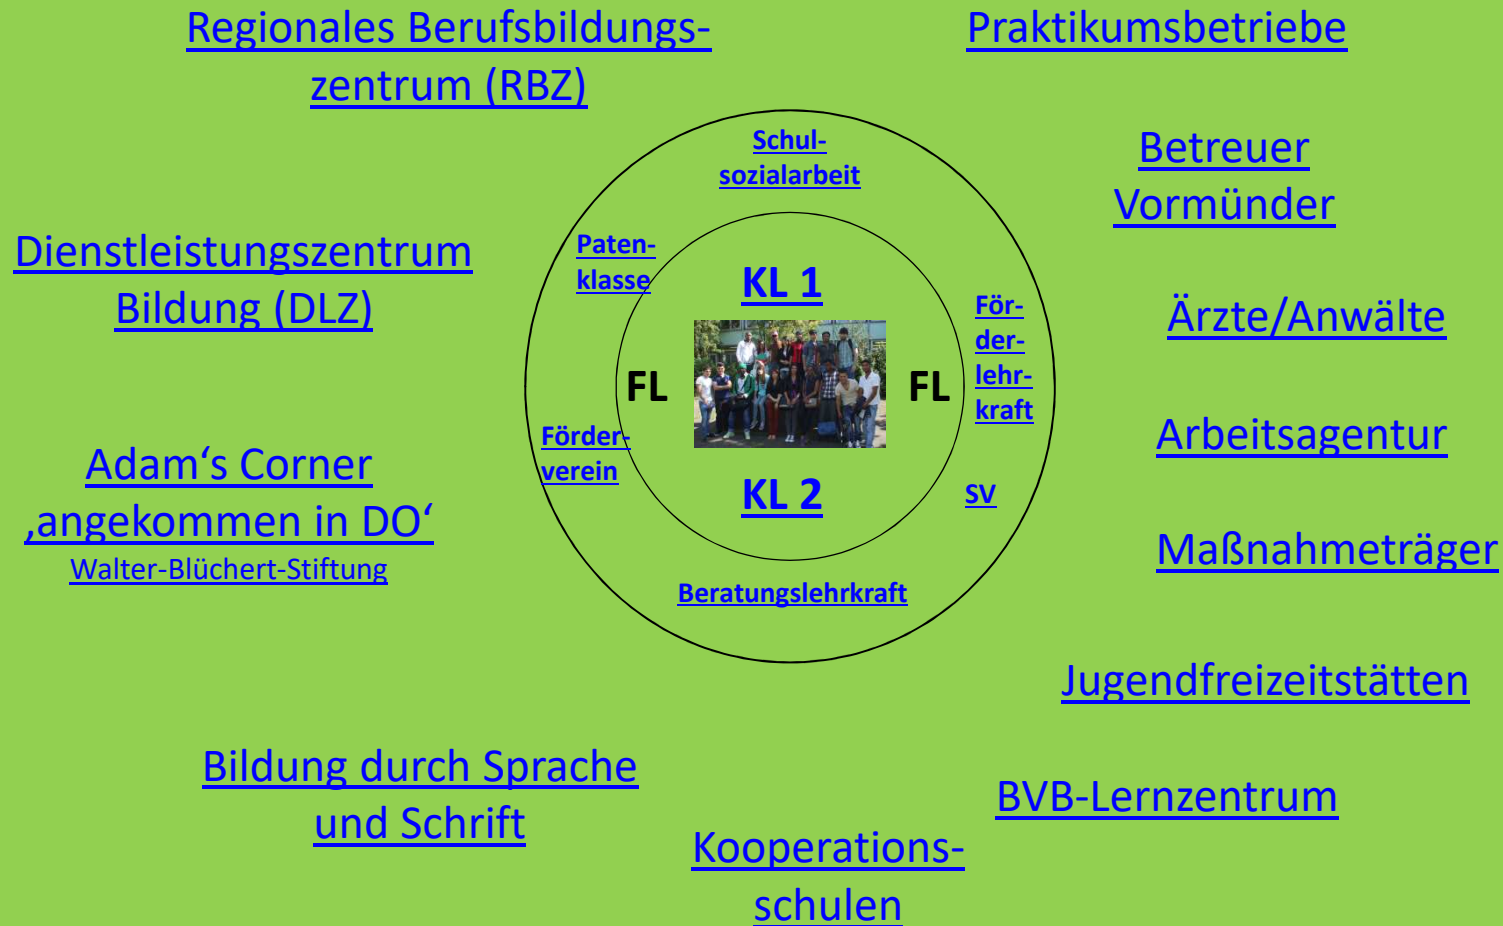 Regionales Berufsbildungs-
zentrum (RBZ)
Praktikumsbetriebe
Schul-
sozialarbeit
Betreuer
Vormünder
Dienstleistungszentrum
Bildung (DLZ)
Paten-
klasse
KL 1
För-
der-
lehr-
kraft
Ärzte/Anwälte
FL
FL
Adam‘s Corner
‚angekommen in DO‘
Walter-Blüchert-Stiftung
Förder-
verein
KL 2
SV
Arbeitsagentur
Maßnahmeträger
Beratungslehrkraft
Jugendfreizeitstätten
Bildung durch Sprache
und Schrift
BVB-Lernzentrum
Kooperations-
schulen